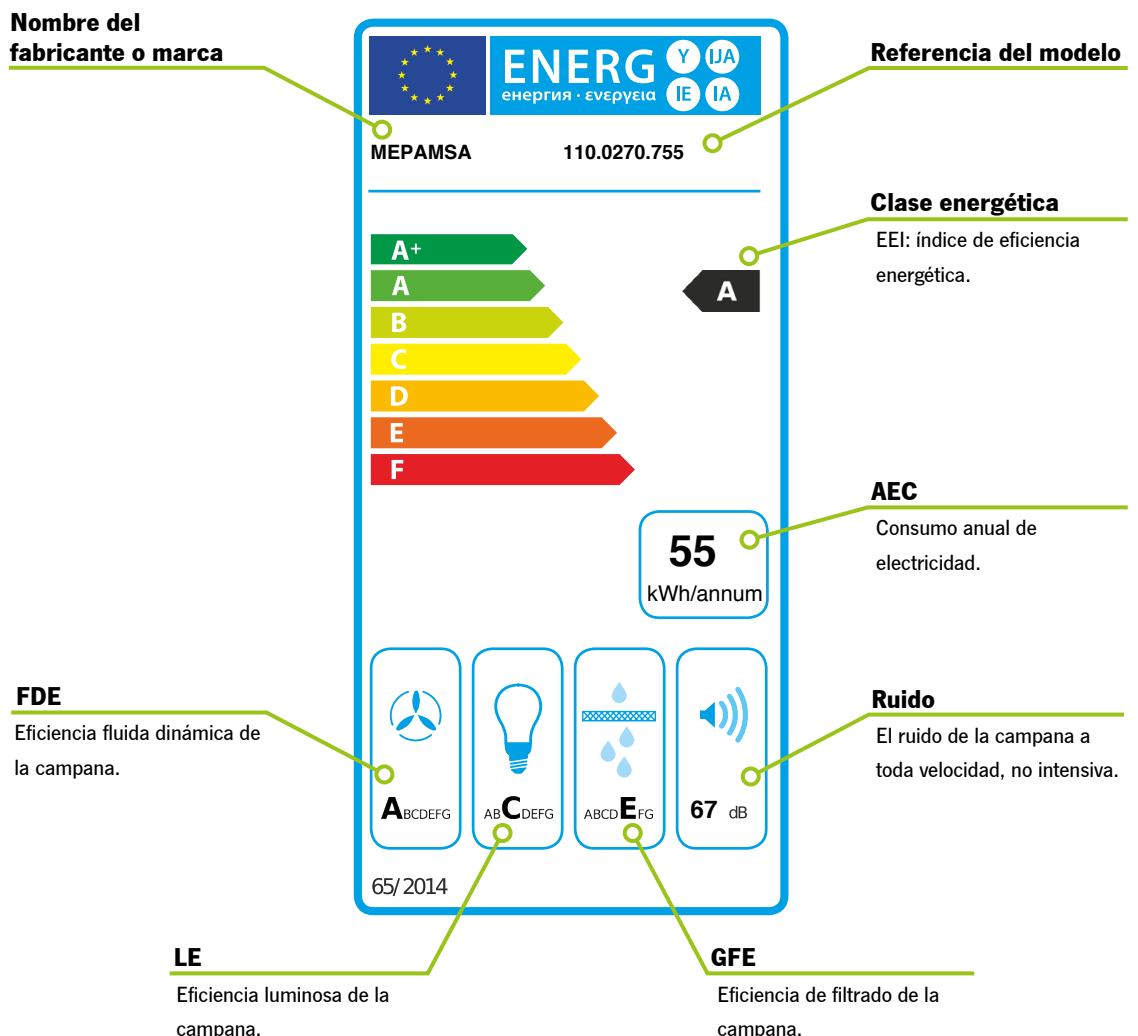 Nombre del
fabricante o marca
Referencia del modelo
ENERG
енергия · ενεργεια
Y IJA
IE IA
MEPAMSA 110.0270.755
Clase energética
EEI: índice de eficiencia
energética.
A+
A
B
C
D
E
F
A
AEC
Consumo anual de
electricidad.
55
kWh/annum
FDE
Eficiencia fluida dinámica de
la campana.
Ruido
El ruido de la campana a
toda velocidad, no intensiva.
ABCDEFG
ABCDEFG
ABCDEFG
67 dB
65/2014
LE
Eficiencia luminosa de la
campana.
GFE
Eficiencia de filtrado de la
campana.